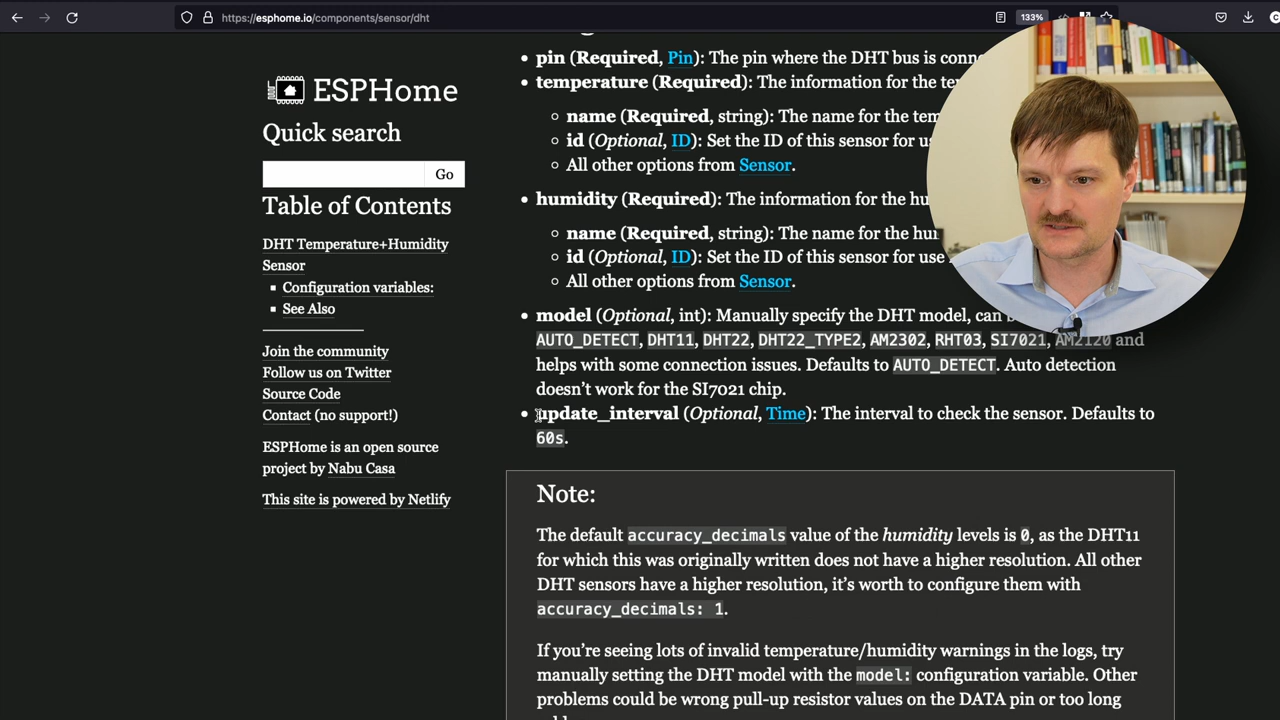 https://esphome.io/components/sensor/dht
133%
ESPHome
Quick search
Go
Table of Contents
DHT Temperature+Humidity
Sensor
Configuration variables:
See Also
Join the community
Follow us on Twitter
Source Code
Contact (no support!)
ESPHome is an open source
project by Nabu Casa
This site is powered by Netlify
pin (Required, Pin): The pin where the DHT bus is
temperature (Required): The information for the
name (Required, string): The name for the
id (Optional, ID): Set the ID of this sensor for
All other options from Sensor.
humidity (Required): The information for the
name (Required, string): The name for the
id (Optional, ID): Set the ID of this sensor for use
All other options from Sensor.
model (Optional, int): Manually specify the DHT model, can
AUTO_DETECT, DHT11, DHT22, DHT22_TYPE2, AM2302, RHT03, SI7021, AM2120 and
helps with some connection issues. Defaults to AUTO_DETECT. Auto detection
doesn't work for the SI7021 chip.
update_interval (Optional, Time): The interval to check the sensor. Defaults to
60s.
Note:
The default accuracy_decimals value of the humidity levels is 0, as the DHT11
for which this was originally written does not have a higher resolution. All other
DHT sensors have a higher resolution, it's worth to configure them with
accuracy_decimals: 1.
If you're seeing lots of invalid temperature/humidity warnings in the logs, try
manually setting the DHT model with the model: configuration variable. Other
problems could be wrong pull-up resistor values on the DATA pin or too long